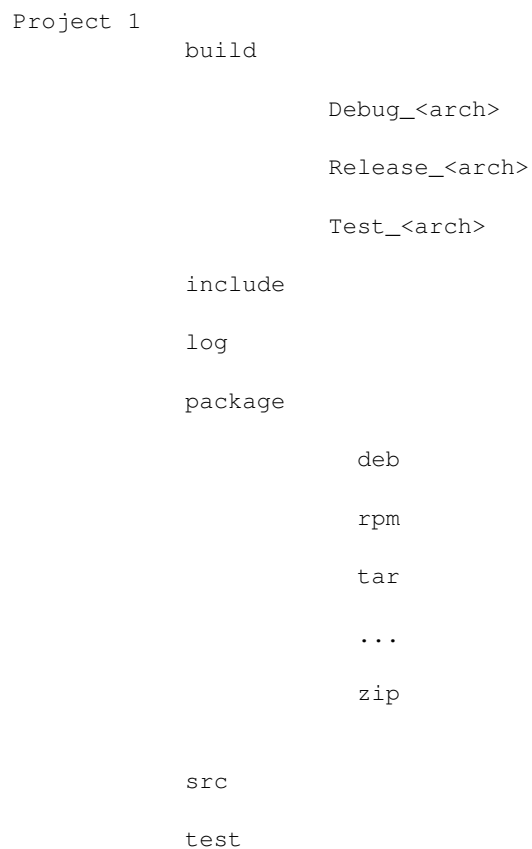 Project 1
build
Debug_<arch>
Release_<arch>
Test_<arch>
include
log
package
deb
rpm
tar
...
zip
src
test